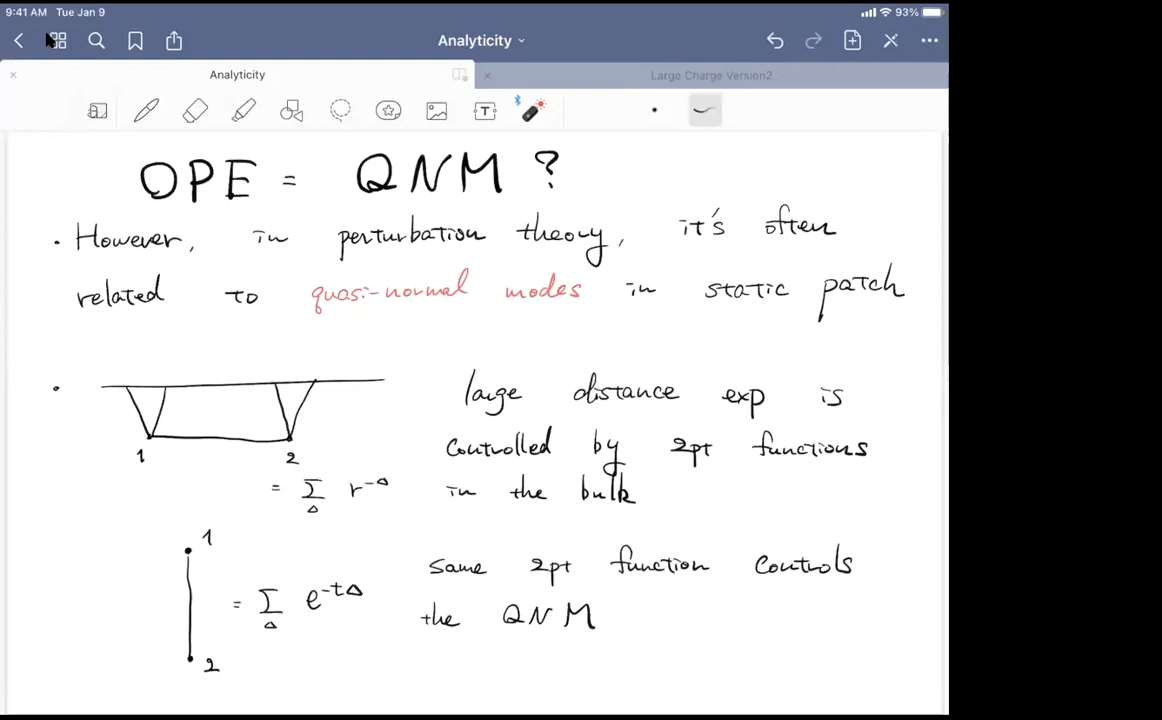 9:41 AM Tue Jan 9
93%
Analyticity
Analyticity
Large Charge Version2
OPE = QNM ?
• However, in perturbation theory, it's often
related to quasi-normal modes in static patch
• large distance exp is
controlled by 2pt functions
in the bulk
1 2
= Σ r^-Δ
Δ
1
= Σ e^-tΔ
Δ
2
same 2pt function controls
the QNM